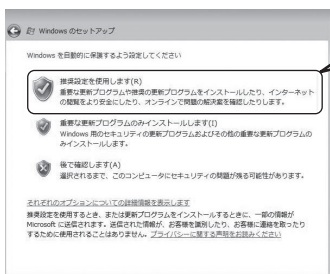 Windows のセットアップ
Windows を自動的に保護するよう設定してください
推奨設定を使用します(R)
重要な更新プログラムや推奨の更新プログラムをインストールしたり、インターネット
の閲覧をより安全にしたり、オンラインで問題の解決策を確認したりします。
重要な更新プログラムのみインストールします(I)
Windows 用のセキュリティの更新プログラムおよびその他の重要な更新プログラムの
みインストールします。
後で確認します(A)
選択されるまで、このコンピュータにセキュリティの問題が残る可能性があります。
それぞれのオプションについての詳細情報を表示します
推奨設定を使用するとき、または更新プログラムをインストールするときに、一部の情報が
Microsoft に送信されます。送信された情報が、お客様を識別したり、お客様に連絡を取ったり
するために使用されることはありません。プライバシーに関する声明をお読みください